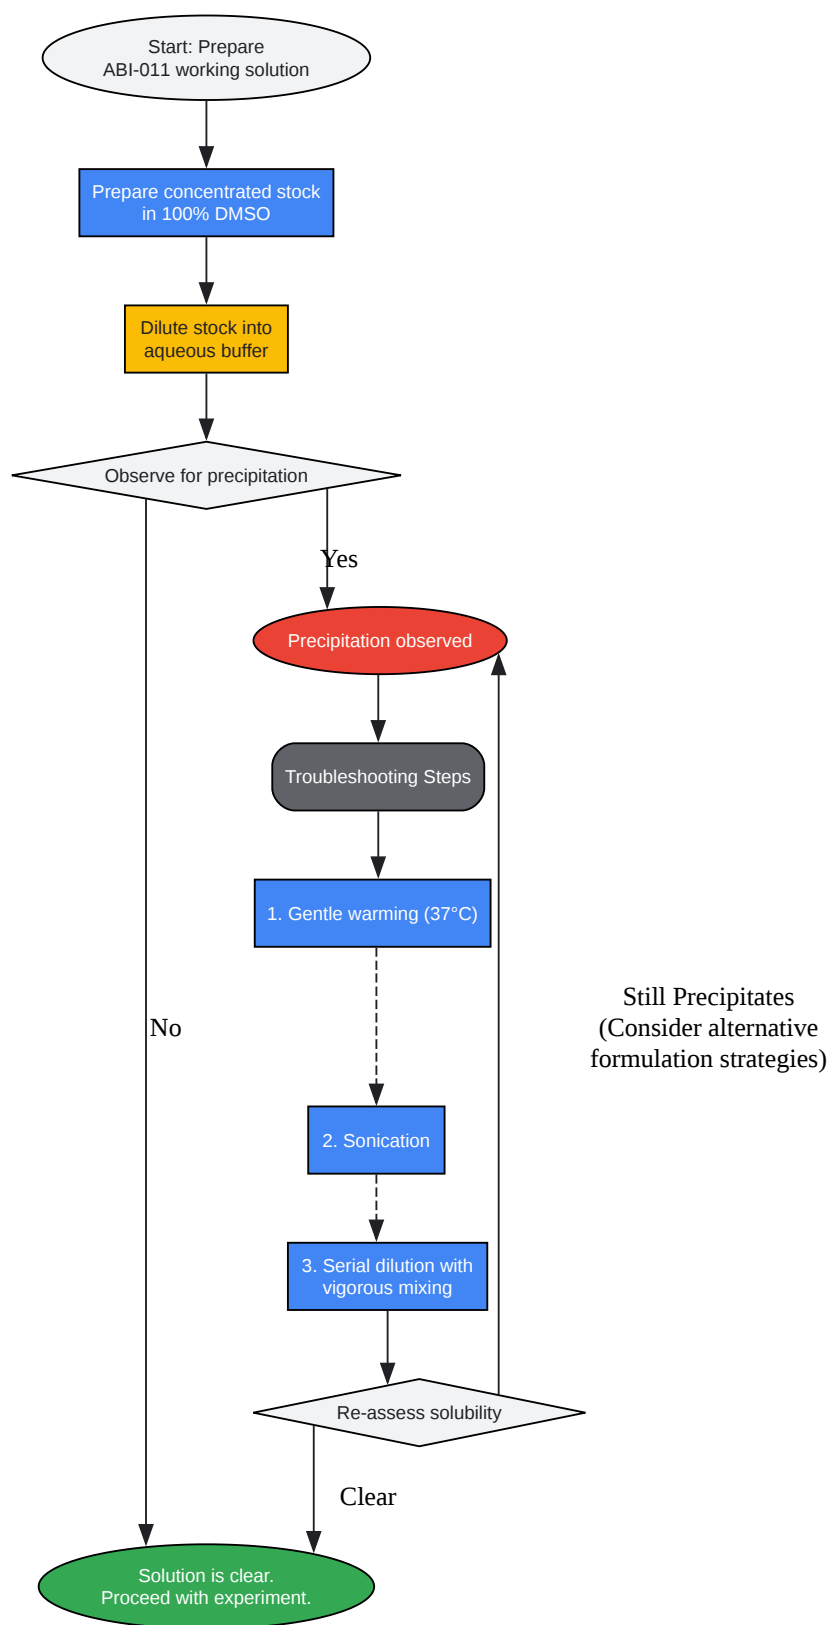 Start: Prepare
ABI-011 working solution
Prepare concentrated stock
in 100% DMSO
Dilute stock into
aqueous buffer
Observe for precipitation
Yes
Precipitation observed
Troubleshooting Steps
1. Gentle warming (37°C)
Still Precipitates
(Consider alternative
formulation strategies)
No
2. Sonication
3. Serial dilution with
vigorous mixing
Re-assess solubility
Clear
Solution is clear.
Proceed with experiment.